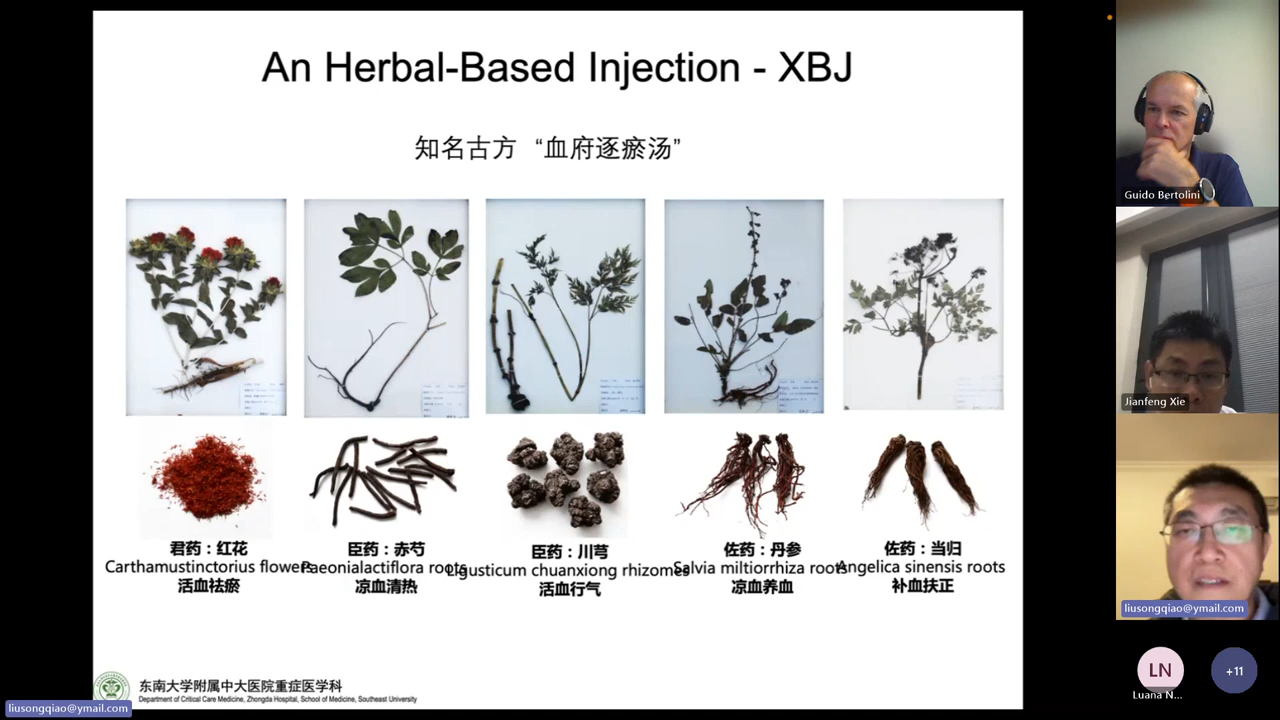 An Herbal-Based Injection - XBJ
知名古方 “血府逐瘀汤”
君药：红花
Carthamustinctorius flowers
活血祛瘀
臣药：赤芍
Paeonialactiflora roots
凉血清热
臣药：川芎
Ligusticum chuanxiong rhizomes
活血行气
佐药：丹参
Salvia miltiorrhiza roots
凉血养血
佐药：当归
Angelica sinensis roots
补血扶正
东南大学附属中大医院重症医学科
Department of Critical Care Medicine, Zhongda Hospital, School of Medicine, Southeast University
liusongqiao@ymail.com
Guido Bertolini
Jianfeng Xie
liusongqiao@ymail.com
LN
Luana N...
+11